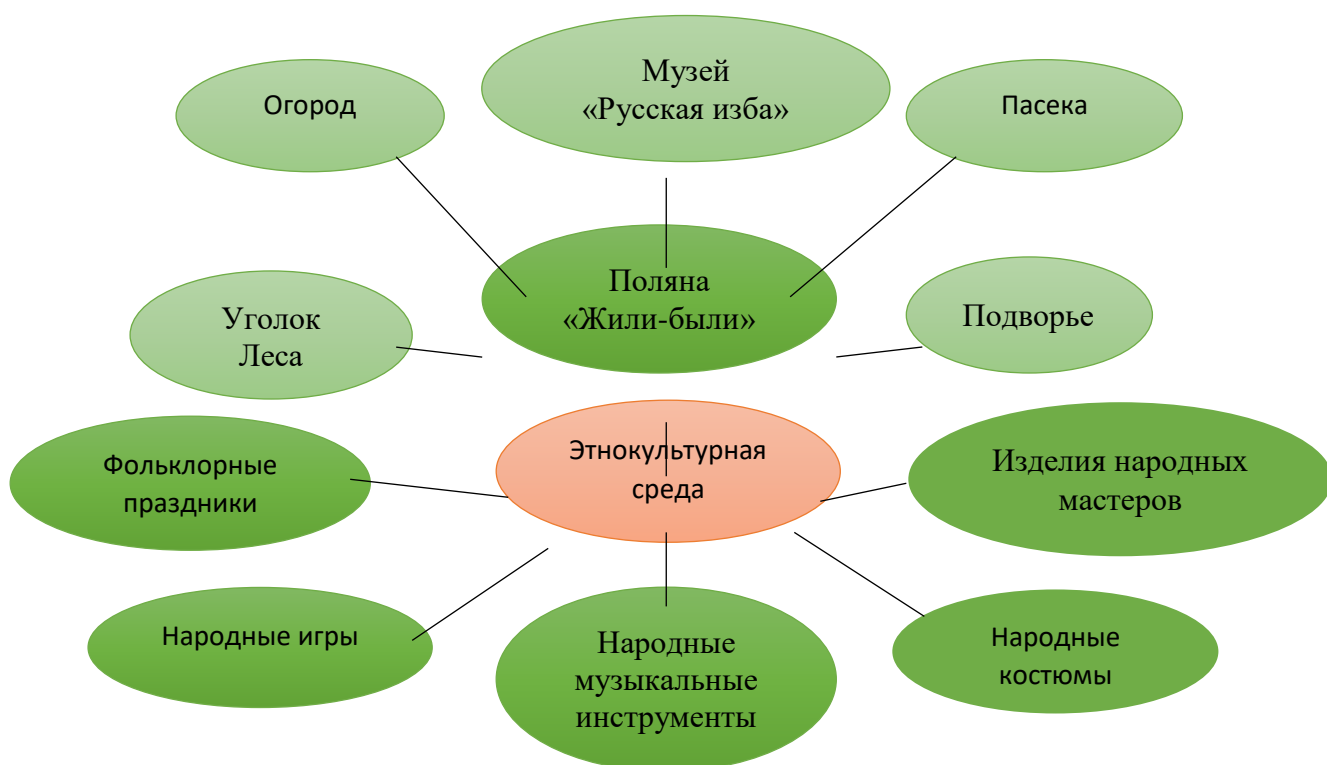 Огород
Музей
«Русская изба»
Пасека
Поляна
«Жили-были»
Уголок
Леса
Подворье
Этнокультурная
среда
Фольклорные
праздники
Изделия народных
мастеров
Народные игры
Народные
музыкальные
инструменты
Народные
костюмы